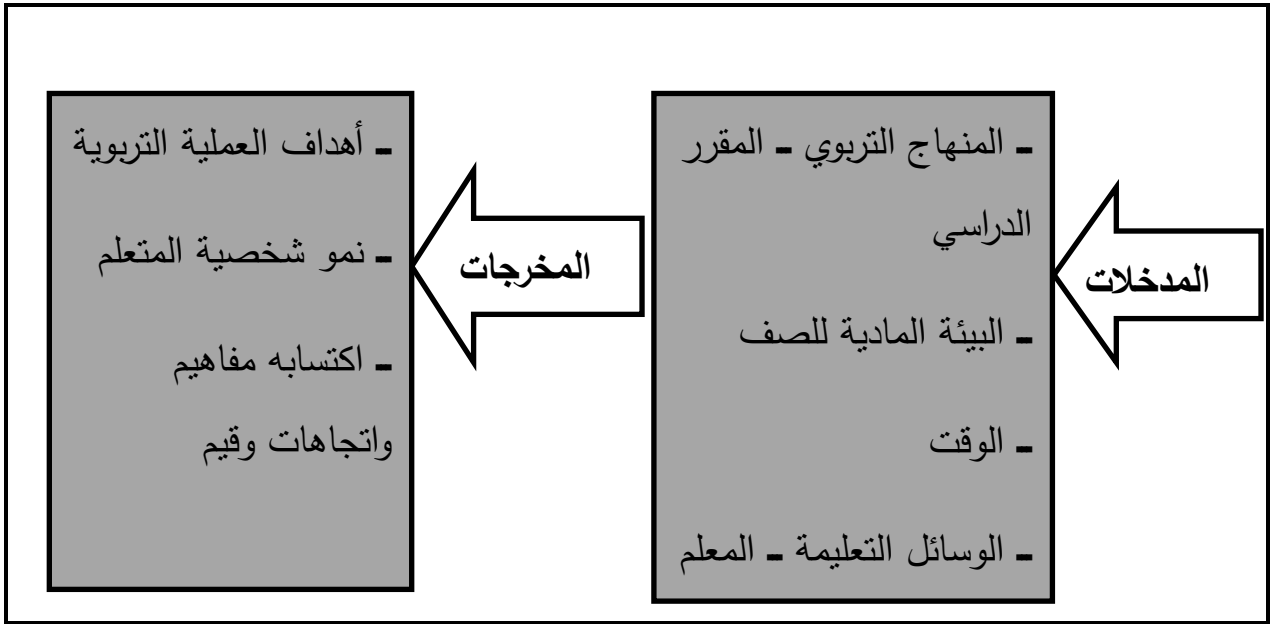 المدخلات
- المنهاج التربوي - المقرر
الدراسي
- البيئة المادية للصف
- الوقت
- الوسائل التعليمة - المعلم
المخرجات
- أهداف العملية التربوية
- نمو شخصية المتعلم
- اكتسابه مفاهيم
واتجاهات وقيم